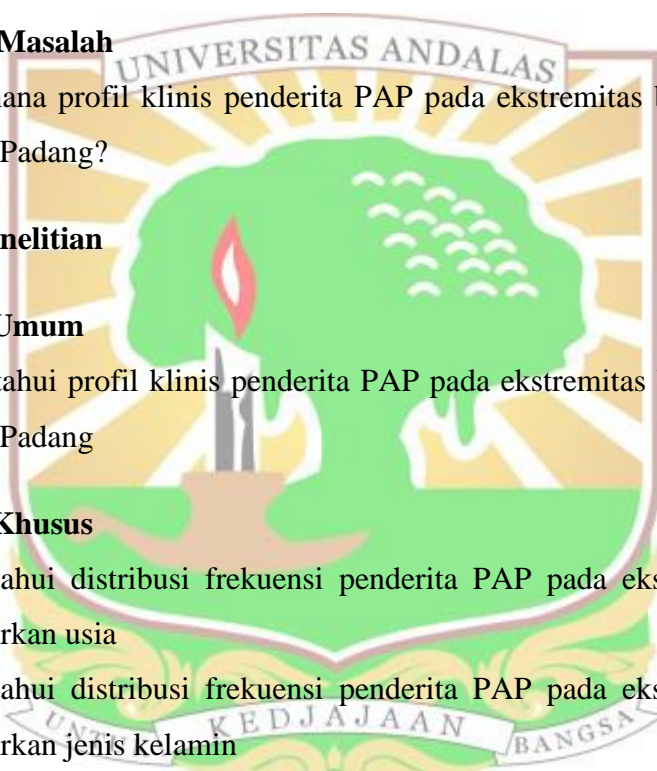 Masalah
UNIVERSITAS ANDALAS
ana profil klinis penderita PAP pada ekstremitas
Padang?
nelitian
Umum
tahui profil klinis penderita PAP pada ekstremitas
Padang
Khusus
ahui distribusi frekuensi penderita PAP pada eks
rkan usia
ahui distribusi frekuensi penderita PAP pada eks
UNTUK KEDJAJAAN BANGSA
rkan jenis kelamin